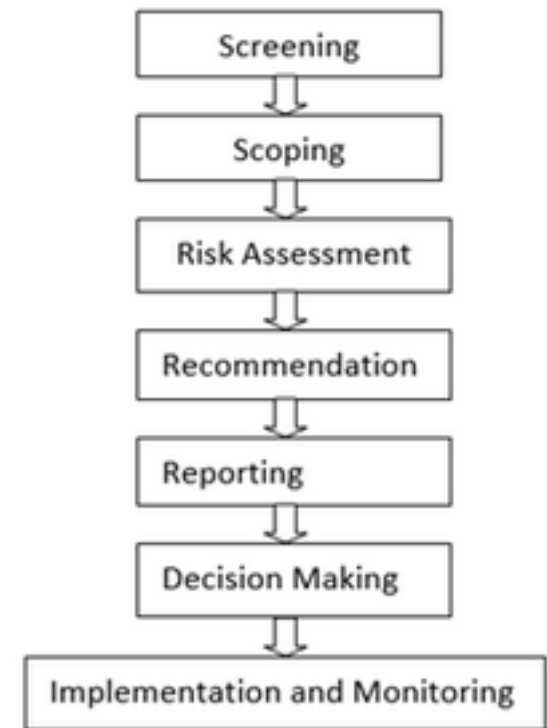 Screening
Scoping
Risk Assessment
Recommendation
Reporting
Decision Making
Implementation and Monitoring